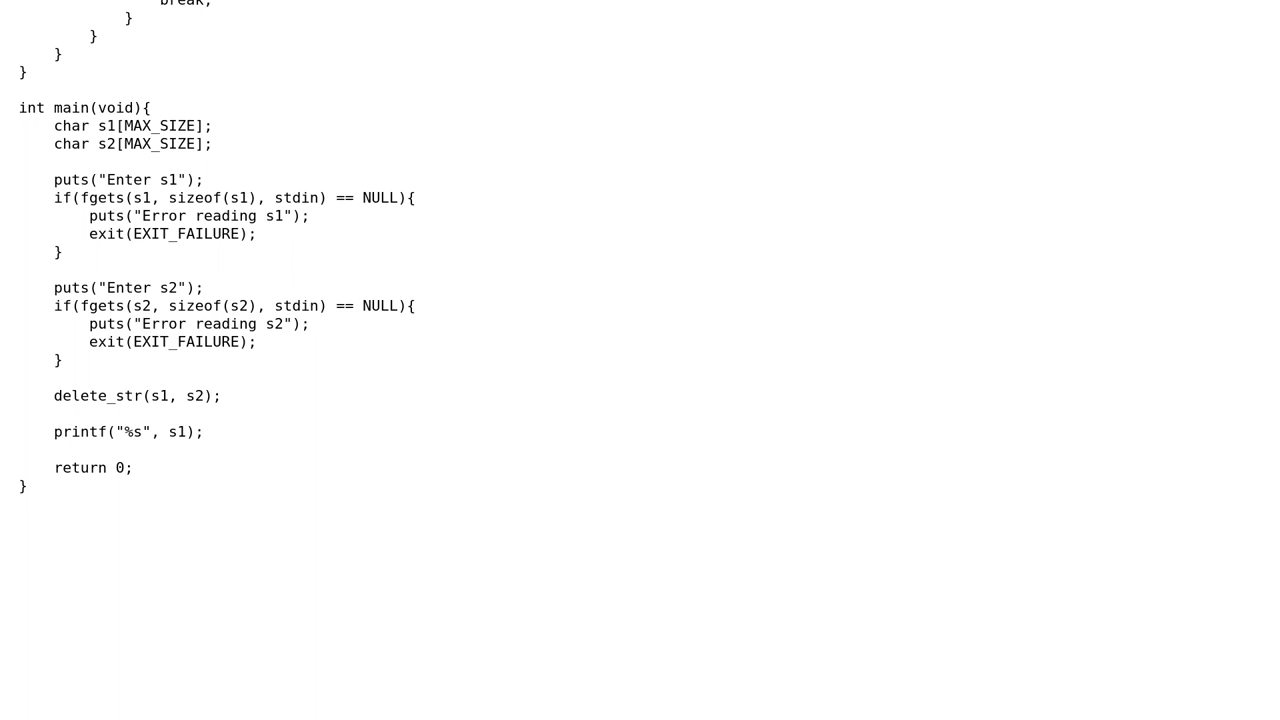 break;
            }
        }
    }
}

int main(void){
    char s1[MAX_SIZE];
    char s2[MAX_SIZE];

    puts("Enter s1");
    if(fgets(s1, sizeof(s1), stdin) == NULL){
        puts("Error reading s1");
        exit(EXIT_FAILURE);
    }

    puts("Enter s2");
    if(fgets(s2, sizeof(s2), stdin) == NULL){
        puts("Error reading s2");
        exit(EXIT_FAILURE);
    }

    delete_str(s1, s2);

    printf("%s", s1);

    return 0;
}